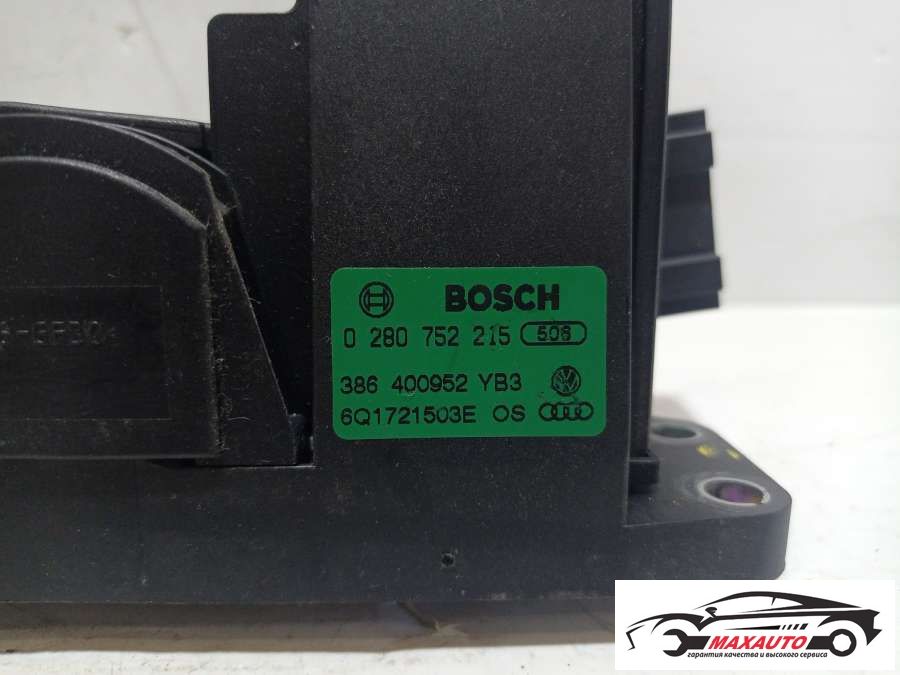 BOSCH
0 280 752 215 508
386 400952 YB3
6Q1721503E OS
MAXAUTO
гарантия качества и высокого сервиса